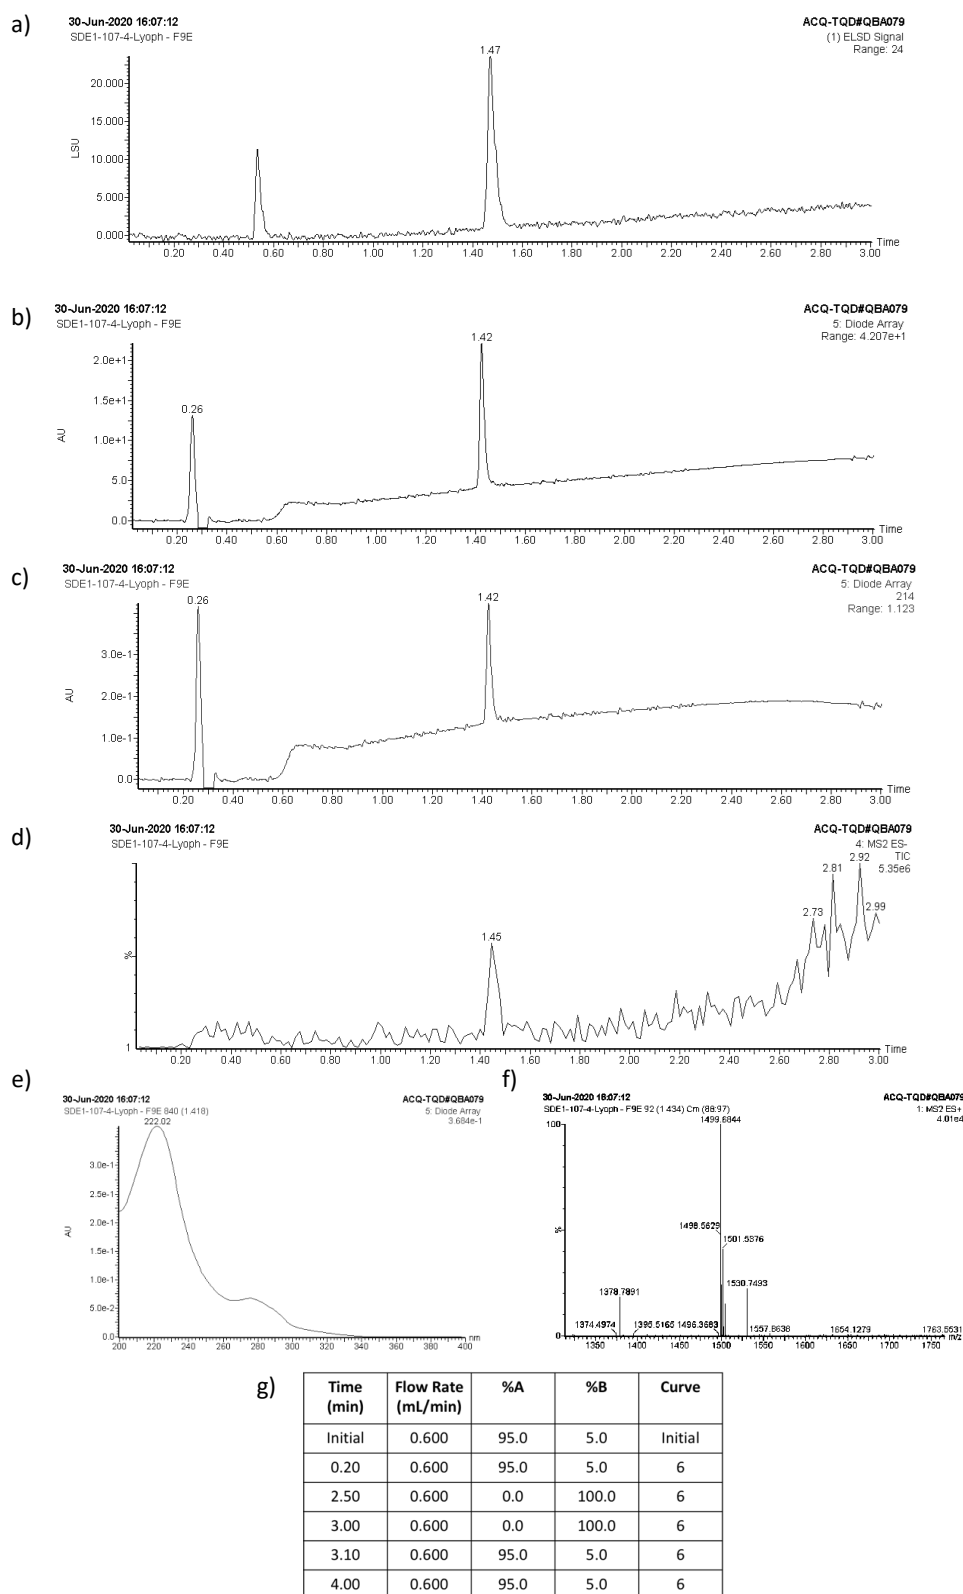 a)
30-Jun-2020 16:07:12 ACQ-TQD#QBA079
SDE1-107-4-Lyoph - F9E (1) ELSD Signal
Range: 24
1.47
20.000
15.000
LSU
10.000
5.000
0.000
Time
0.20 0.40 0.60 0.80 1.00 1.20 1.40 1.60 1.80 2.00 2.20 2.40 2.60 2.80 3.00
b)
30-Jun-2020 16:07:12 ACQ-TQD#QBA079
SDE1-107-4-Lyoph - F9E 5: Diode Array
Range: 4.207e+1
1.42
2.0e+1
1.5e+1
0.26
AU
1.0e+1
5.0
0.0
Time
0.20 0.40 0.60 0.80 1.00 1.20 1.40 1.60 1.80 2.00 2.20 2.40 2.60 2.80 3.00
c)
30-Jun-2020 16:07:12 ACQ-TQD#QBA079
SDE1-107-4-Lyoph - F9E 5: Diode Array
214
Range: 1.123
0.26 1.42
3.0e-1
AU
2.0e-1
1.0e-1
0.0
Time
0.20 0.40 0.60 0.80 1.00 1.20 1.40 1.60 1.80 2.00 2.20 2.40 2.60 2.80 3.00
d)
30-Jun-2020 16:07:12 ACQ-TQD#QBA079
SDE1-107-4-Lyoph - F9E 4: MS2 ES-
TIC
5.35e6
2.92
2.81
2.99
2.73
1.45
%
1
Time
0.20 0.40 0.60 0.80 1.00 1.20 1.40 1.60 1.80 2.00 2.20 2.40 2.60 2.80 3.00
e)
30-Jun-2020 16:07:12 ACQ-TQD#QBA079
SDE1-107-4-Lyoph - F9E 840 (1.418) 5: Diode Array
3.684e-1
222.02
3.0e-1
2.5e-1
2.0e-1
AU
1.5e-1
1.0e-1
5.0e-2
0.0
nm
200 220 240 260 280 300 320 340 360 380 400
f)
30-Jun-2020 16:07:12 ACQ-TQD#QBA079
SDE1-107-4-Lyoph - F9E 92 (1.434) Cm (88:97) 1: MS2 ES+
4.01e4
1499.6844
100
1498.5629
1501.5376
%
1530.7493
1378.7891
1374.4974 1395.5165 1496.3683 1557.8638 1654.1279 1763.5531
0
m/z
1350 1400 1450 1500 1550 1600 1650 1700 1750
g)
Time (min) Flow Rate (mL/min) %A %B Curve
Initial 0.600 95.0 5.0 Initial
0.20 0.600 95.0 5.0 6
2.50 0.600 0.0 100.0 6
3.00 0.600 0.0 100.0 6
3.10 0.600 95.0 5.0 6
4.00 0.600 95.0 5.0 6